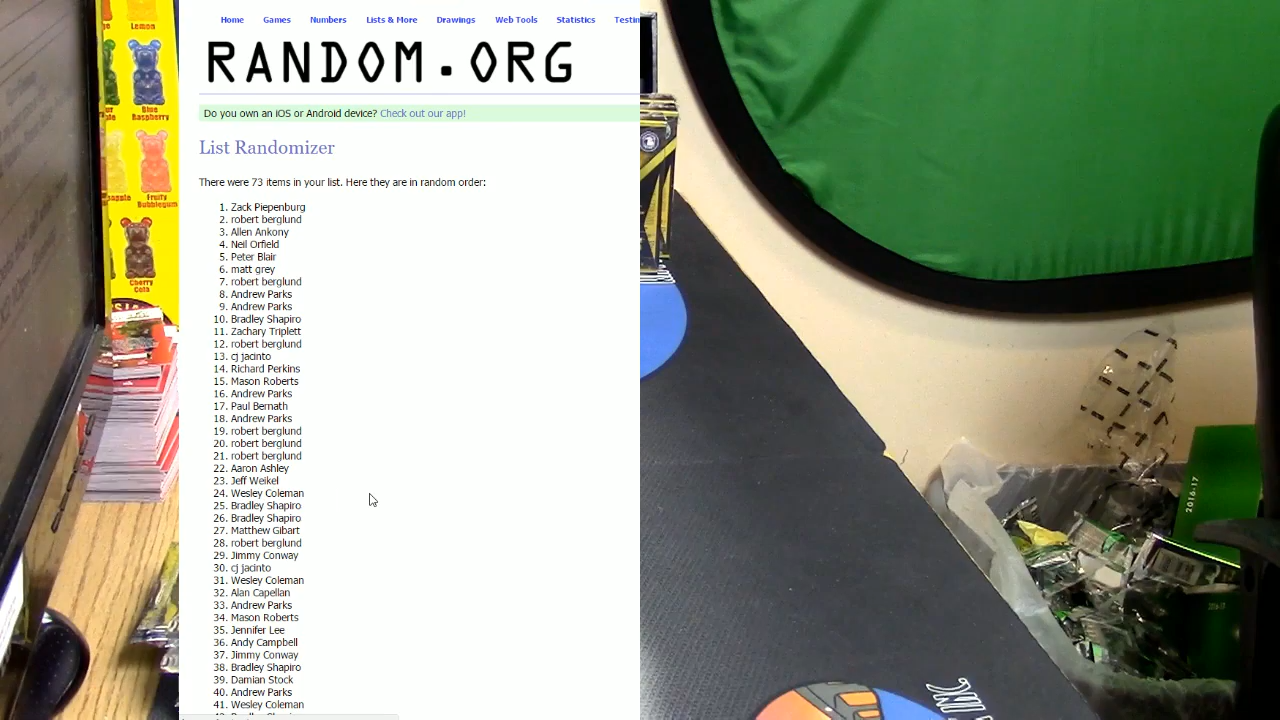 Home Games Numbers Lists & More Drawings Web Tools Statistics Testin
RANDOM.ORG
Do you own an iOS or Android device? Check out our app!
List Randomizer
There were 73 items in your list. Here they are in random order:
1. Zack Piepenburg
2. robert berglund
3. Allen Ankony
4. Neil Orfield
5. Peter Blair
6. matt grey
7. robert berglund
8. Andrew Parks
9. Andrew Parks
10. Bradley Shapiro
11. Zachary Triplett
12. robert berglund
13. cj jacinto
14. Richard Perkins
15. Mason Roberts
16. Andrew Parks
17. Paul Bernath
18. Andrew Parks
19. robert berglund
20. robert berglund
21. robert berglund
22. Aaron Ashley
23. Jeff Weikel
24. Wesley Coleman
25. Bradley Shapiro
26. Bradley Shapiro
27. Matthew Gibart
28. robert berglund
29. Jimmy Conway
30. cj jacinto
31. Wesley Coleman
32. Alan Capellan
33. Andrew Parks
34. Mason Roberts
35. Jennifer Lee
36. Andy Campbell
37. Jimmy Conway
38. Bradley Shapiro
39. Damian Stock
40. Andrew Parks
41. Wesley Coleman
Lemon
Blue
Raspberry
Fruity
Bubblegum
Cherry
Cola
2016-17
INK